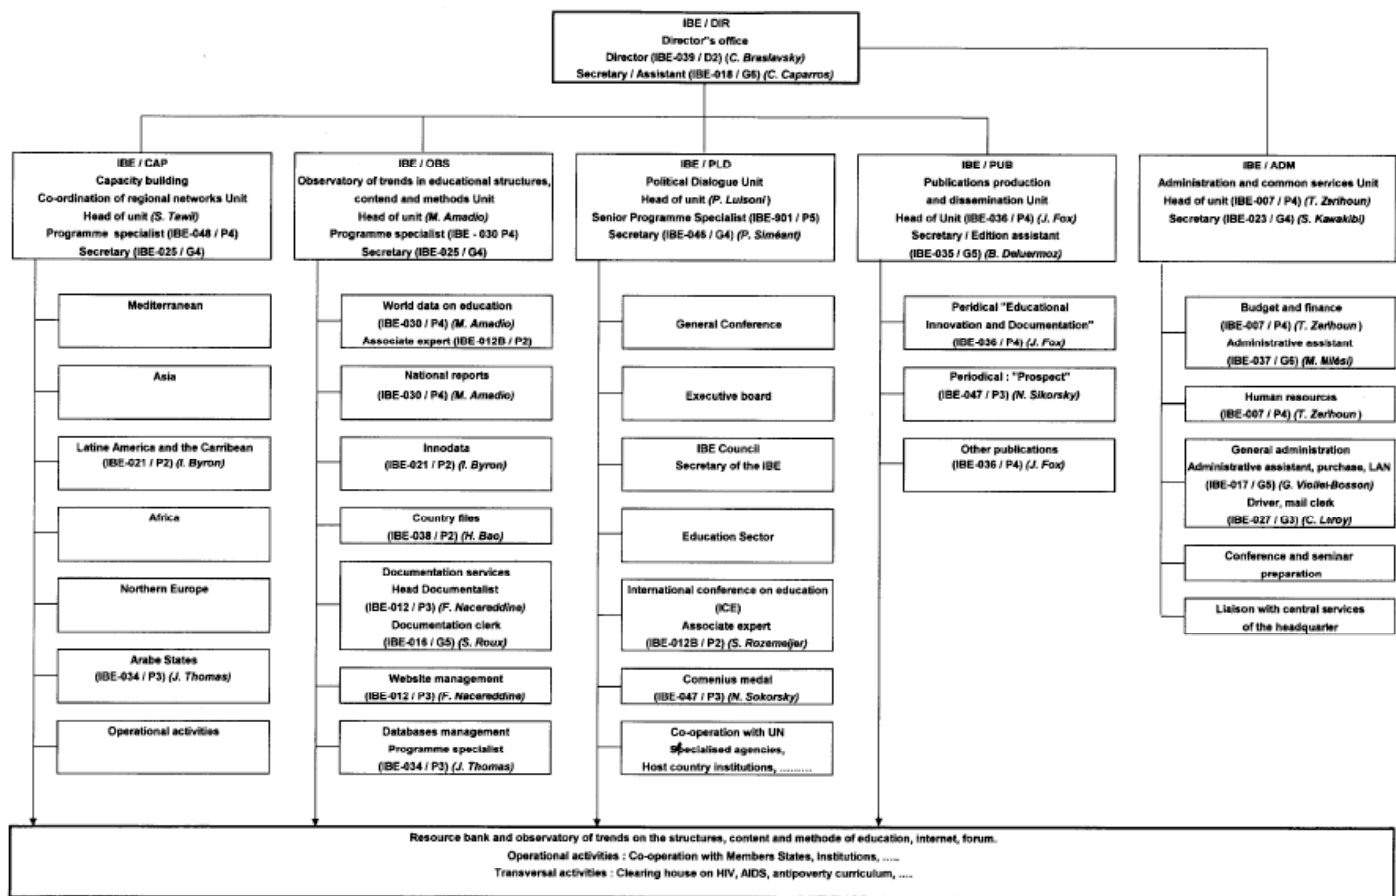 IBE / DIR
Director"s office
Director (IBE-039 / D2) (C. Braslavsky)
Secretary / Assistant (IBE-018 / G6) (C. Caparros)
IBE / CAP
Capacity building
Co-ordination of regional networks Unit
Head of unit (S. Tawil)
Programme specialist (IBE-048 / P4)
Secretary (IBE-025 / G4)
Mediterranean
Asia
Latine America and the Carribean
(IBE-021 / P2) (I. Byron)
Africa
Northern Europe
Arabe States
(IBE-034 / P3) (J. Thomas)
Operational activities
IBE / OBS
Observatory of trends in educational structures,
contend and methods Unit
Head of unit (M. Amadio)
Programme specialist (IBE - 030 P4)
Secretary (IBE-025 / G4)
World data on education
(IBE-030 / P4) (M. Amadio)
Associate expert (IBE-012B / P2)
National reports
(IBE-030 / P4) (M. Amadio)
Innodata
(IBE-021 / P2) (I. Byron)
Country files
(IBE-038 / P2) (H. Bao)
Documentation services
Head Documentalist
(IBE-012 / P3) (F. Nacereddine)
Documentation clerk
(IBE-016 / G5) (S. Roux)
Website management
(IBE-012 / P3) (F. Nacereddine)
Databases management
Programme specialist
(IBE-034 / P3) (J. Thomas)
IBE / PLD
Political Dialogue Unit
Head of unit (P. Luisoni)
Senior Programme Specialist (IBE-901 / P5)
Secretary (IBE-046 / G4) (P. Siméant)
General Conference
Executive board
IBE Council
Secretary of the IBE
Education Sector
International conference on education
(ICE)
Associate expert
(IBE-012B / P2) (S. Rozemeijer)
Comenius medal
(IBE-047 / P3) (N. Sokorsky)
Co-operation with UN
Specialised agencies,
Host country institutions, .........
IBE / PUB
Publications production
and dissemination Unit
Head of Unit (IBE-036 / P4) (J. Fox)
Secretary / Edition assistant
(IBE-035 / G5) (B. Deluermoz)
Peridical "Educational
Innovation and Documentation"
(IBE-036 / P4) (J. Fox)
Periodical : "Prospect"
(IBE-047 / P3) (N. Sikorsky)
Other publications
(IBE-036 / P4) (J. Fox)
IBE / ADM
Administration and common services Unit
Head of unit (IBE-007 / P4) (T. Zerihoun)
Secretary (IBE-023 / G4) (S. Kawakibi)
Budget and finance
(IBE-007 / P4) (T. Zerihoun )
Administrative assistant
(IBE-037 / G6) (M. Milési)
Human resources
(IBE-007 / P4) (T. Zerihoun )
General administration
Administrative assistant, purchase, LAN
(IBE-017 / G5) (G. Viollet-Bosson)
Driver, mail clerk
(IBE-027 / G3) (C. Leroy)
Conference and seminar
preparation
Liaison with central services
of the headquarter
Resource bank and observatory of trends on the structures, content and methode of education, internet, forum.
Operational activities : Co-operation with Members States, Institutions, .....
Transversal activities : Clearing house on HIV, AIDS, antipoverty curriculum, ....